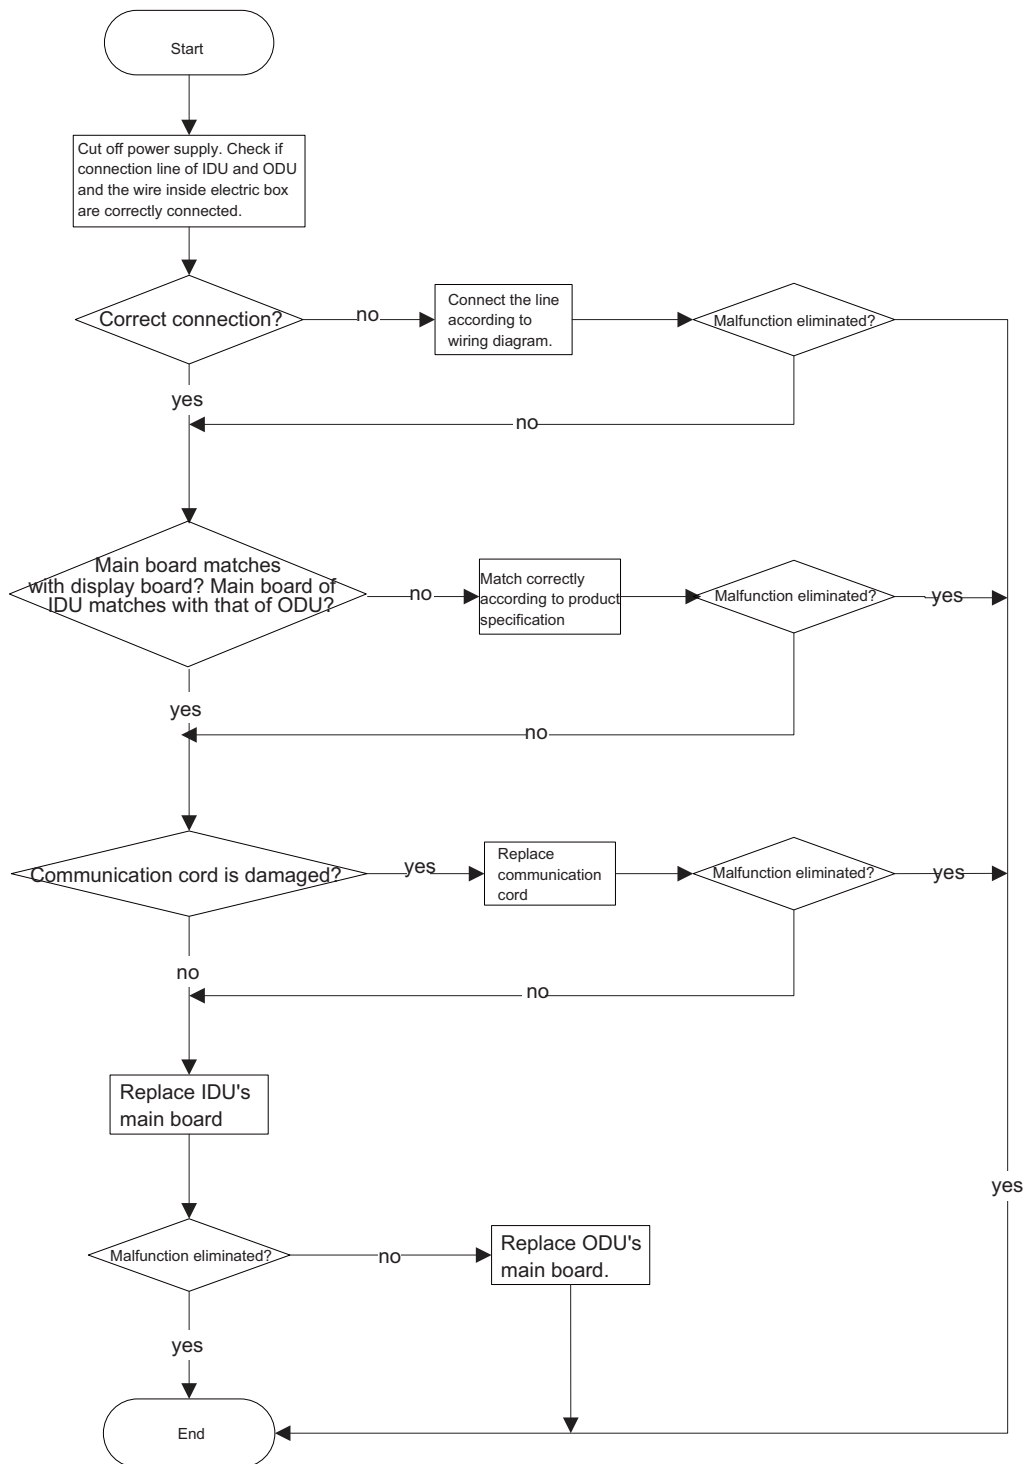 Start
Cut off power supply. Check if
connection line of IDU and ODU
and the wire inside electric box
are correctly connected.
Correct connection?
no
Connect the line
according to
wiring diagram.
Malfunction eliminated?
yes
no
Main board matches
with display board? Main board of
IDU matches with that of ODU?
no
Match correctly
according to product
specification
Malfunction eliminated?
yes
yes
no
Communication cord is damaged?
yes
Replace
communication
cord
Malfunction eliminated?
yes
no
no
Replace IDU's
main board
yes
Malfunction eliminated?
no
Replace ODU's
main board.
yes
End